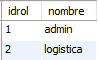 idrol nombre
1 admin
2 logistica